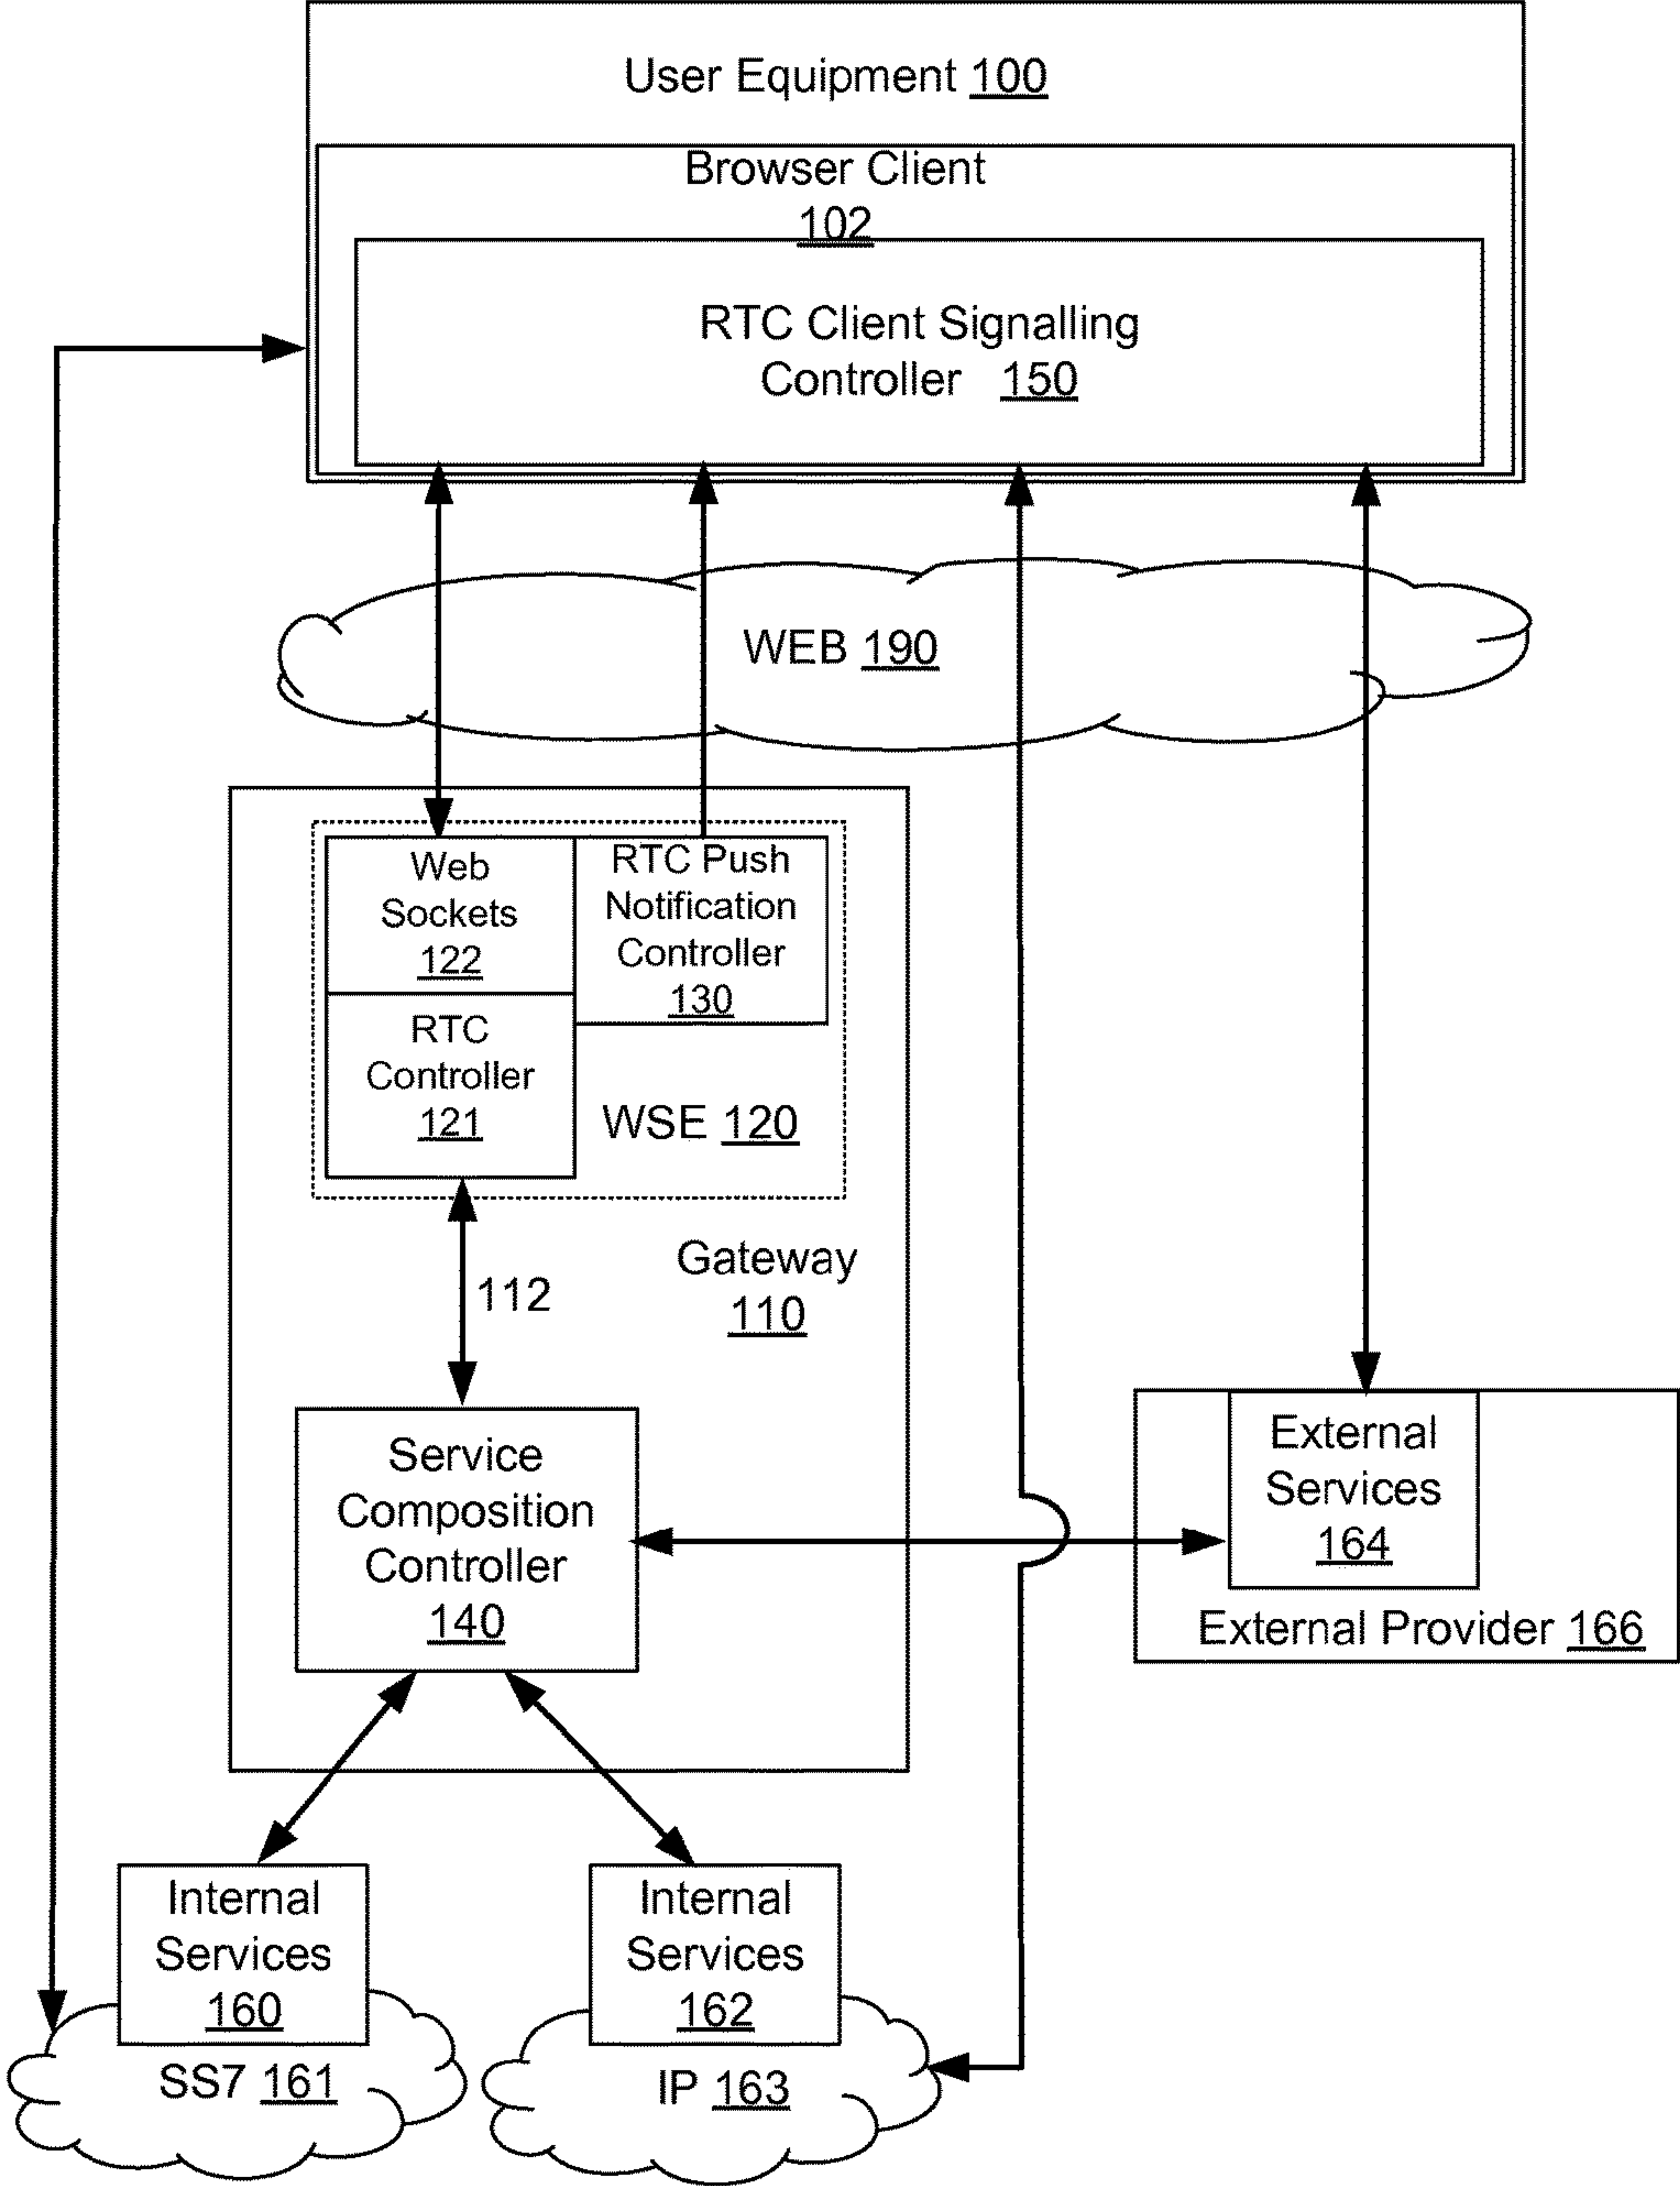 User Equipment 100
Browser Client
102
RTC Client Signalling
Controller 150
WEB 190
Web
Sockets
122
RTC Push
Notification
Controller
130
RTC
Controller
121
WSE 120
Gateway
110
112
Service
Composition
Controller
140
External
Services
164
External Provider 166
Internal
Services
160
SS7 161
Internal
Services
162
IP 163